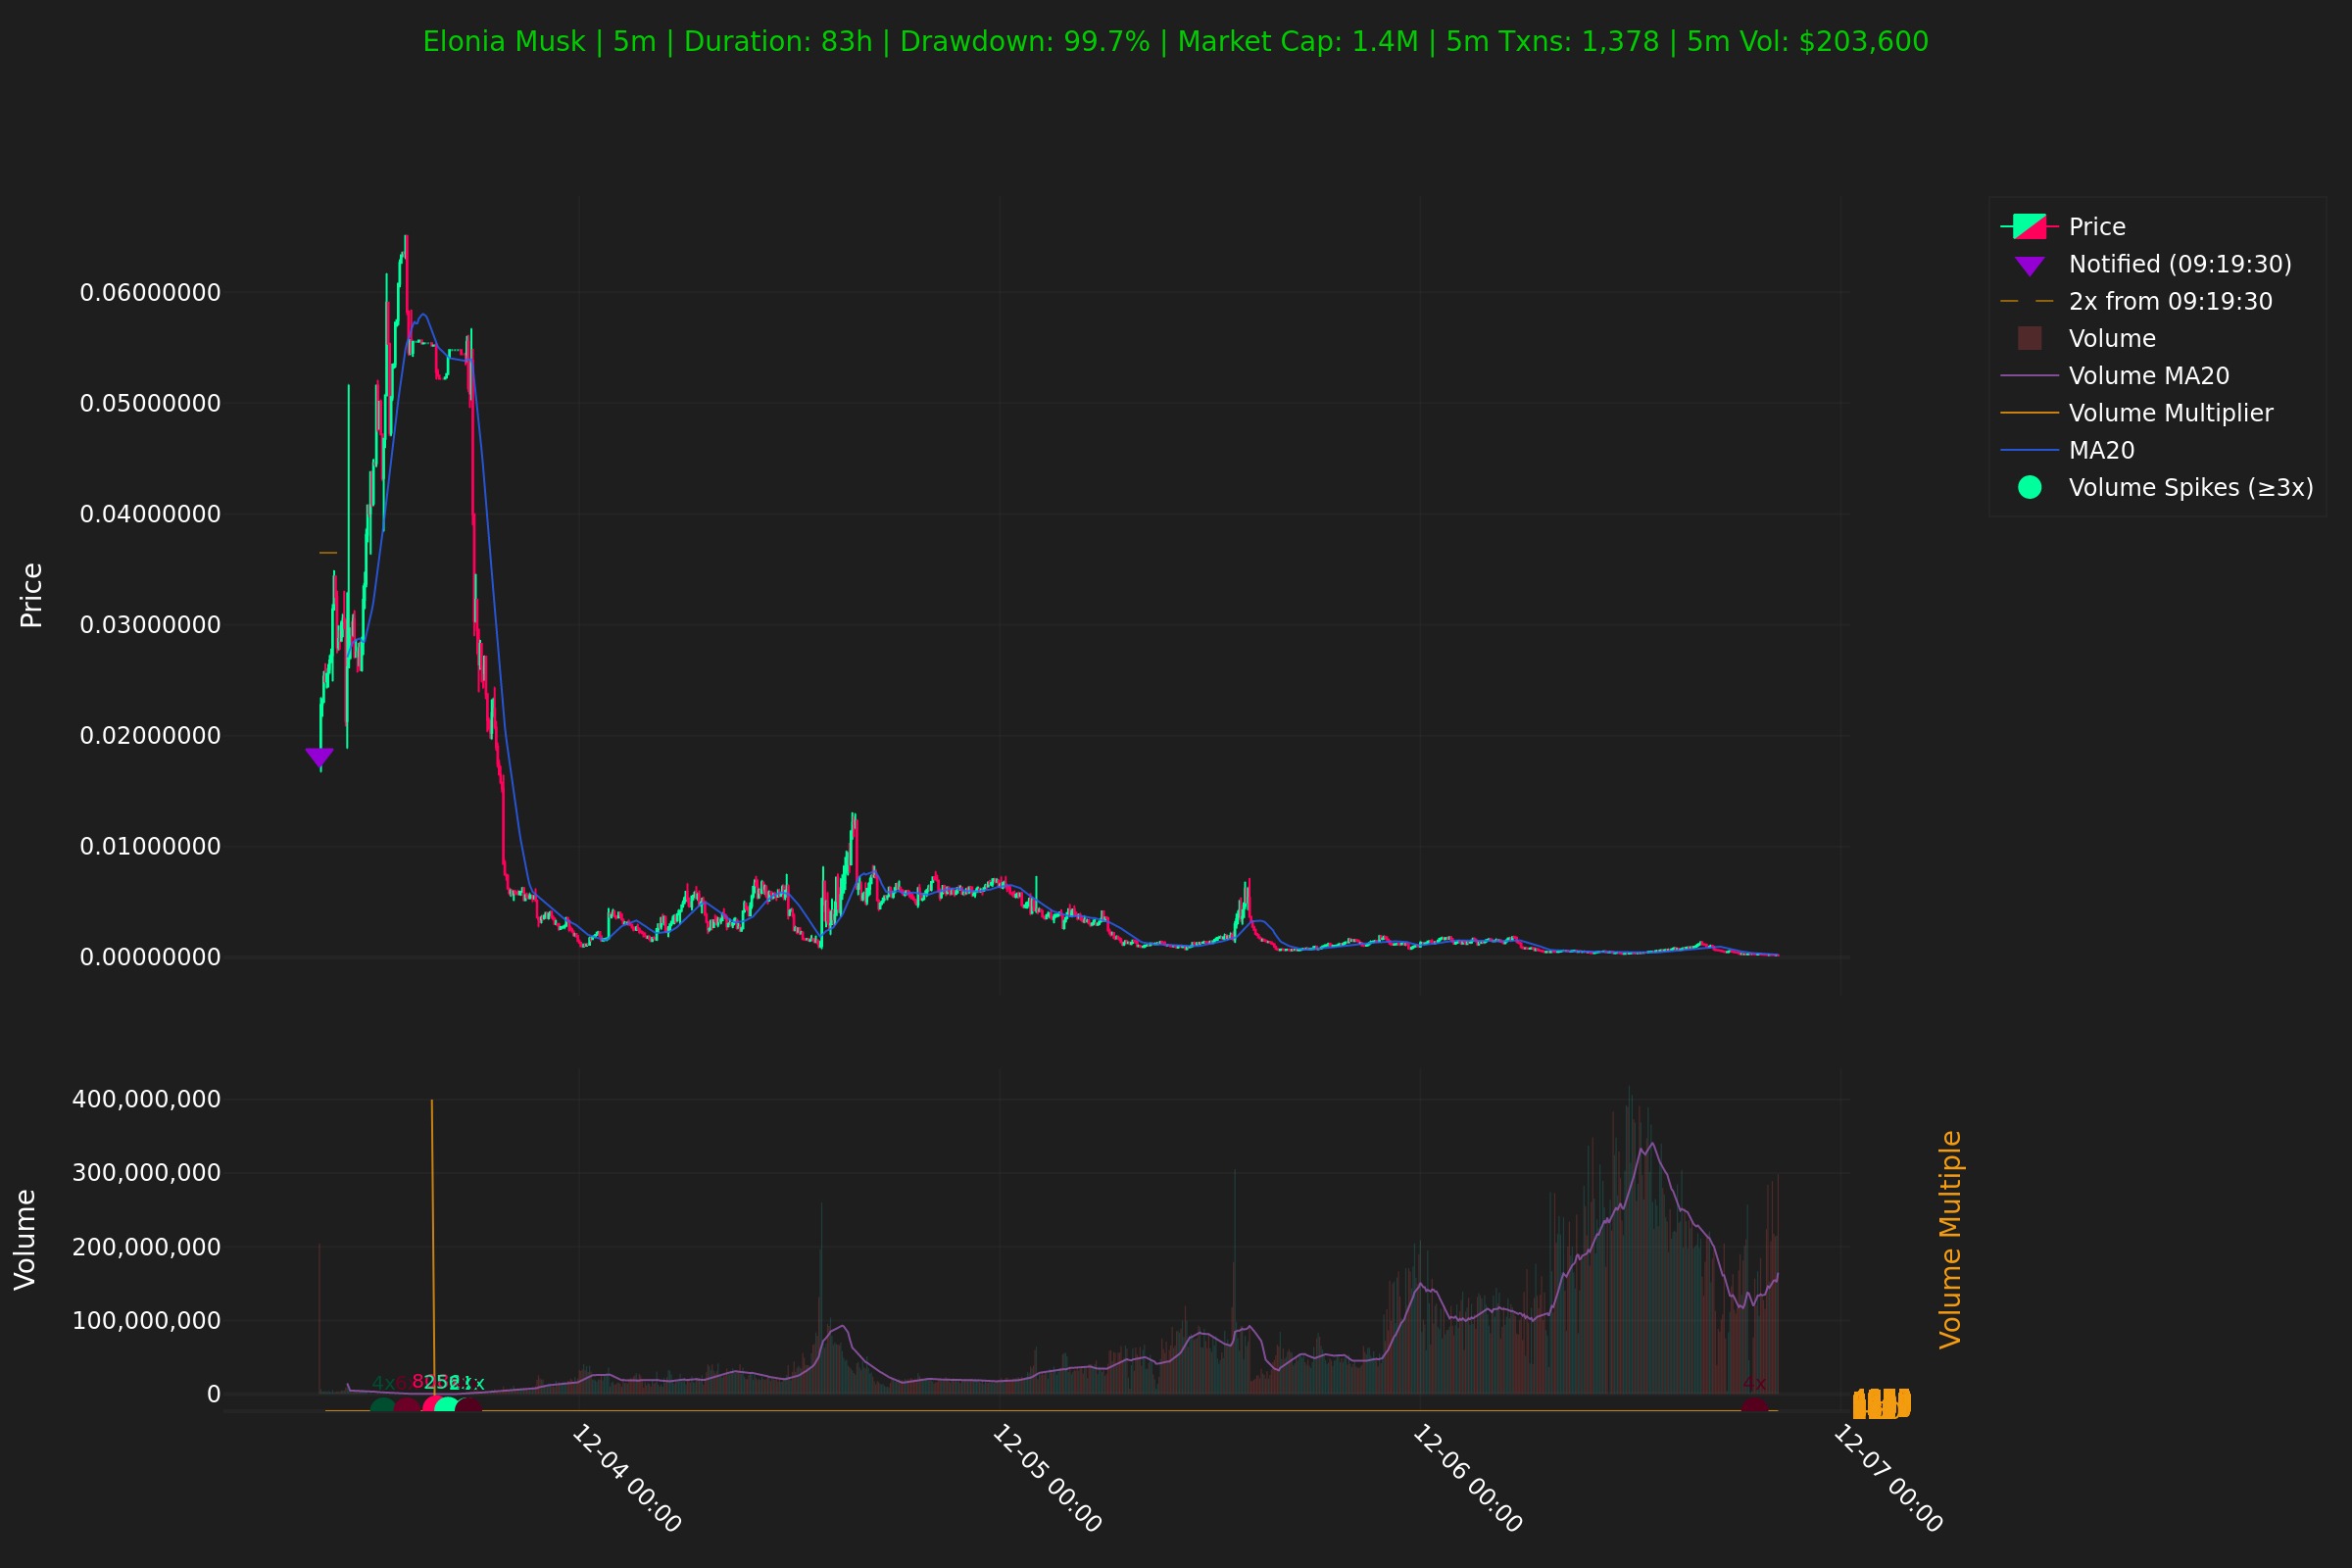 Elonia Musk | 5m | Duration: 83h | Drawdown: 99.7% | Market Cap: 1.4M | 5m Txns: 1,378 | 5m Vol: $203,600
Price
Notified (09:19:30)
2x from 09:19:30
Volume
Volume MA20
Volume Multiplier
MA20
Volume Spikes (≥3x)
Price
0.06000000
0.05000000
0.04000000
0.03000000
0.02000000
0.01000000
0.00000000
Volume
400,000,000
300,000,000
200,000,000
100,000,000
0
4x
4x
Volume Multiple
12-04 00:00
12-05 00:00
12-06 00:00
12-07 00:00